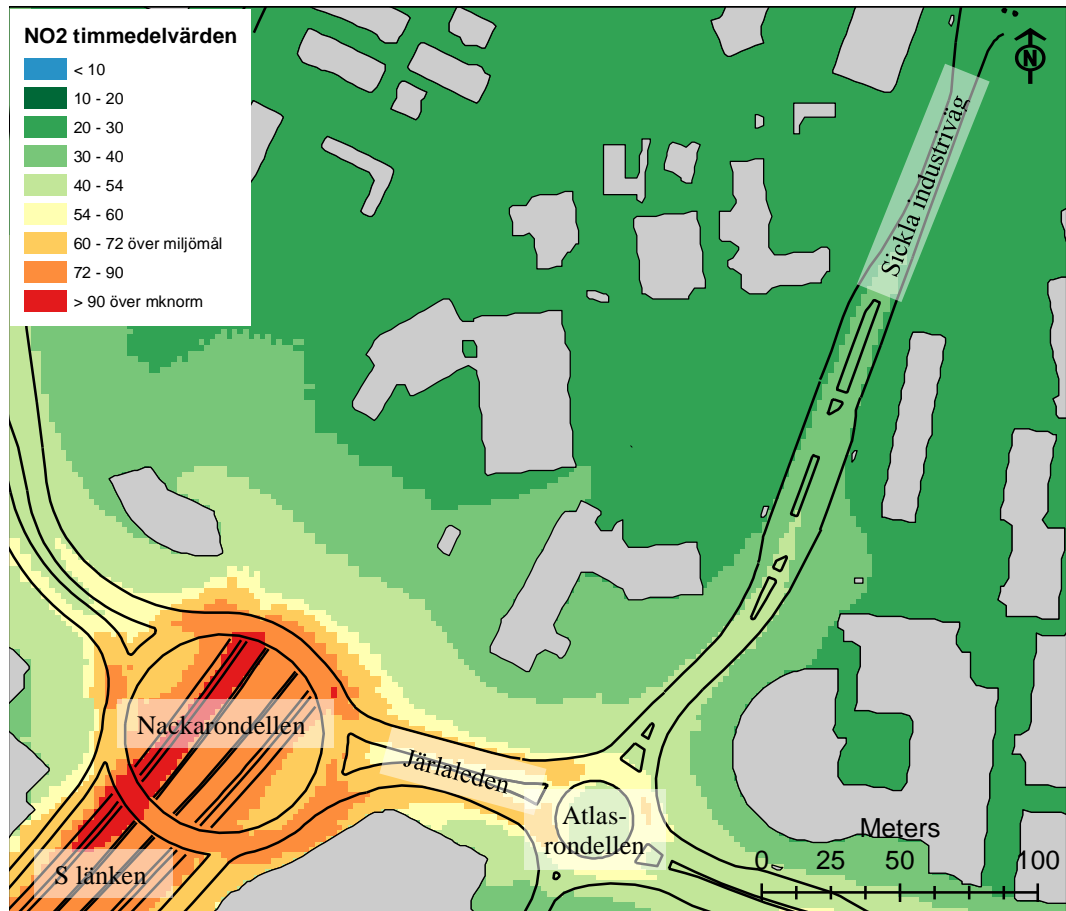 NO2 timmedelvärden
< 10
10 - 20
20 - 30
30 - 40
40 - 54
54 - 60
60 - 72 över miljömål
72 - 90
> 90 över mknorm
N
Sickla industriväg
Nackarondellen
Järlaleden
Atlas-
rondellen
S länken
Meters
0 25 50 100